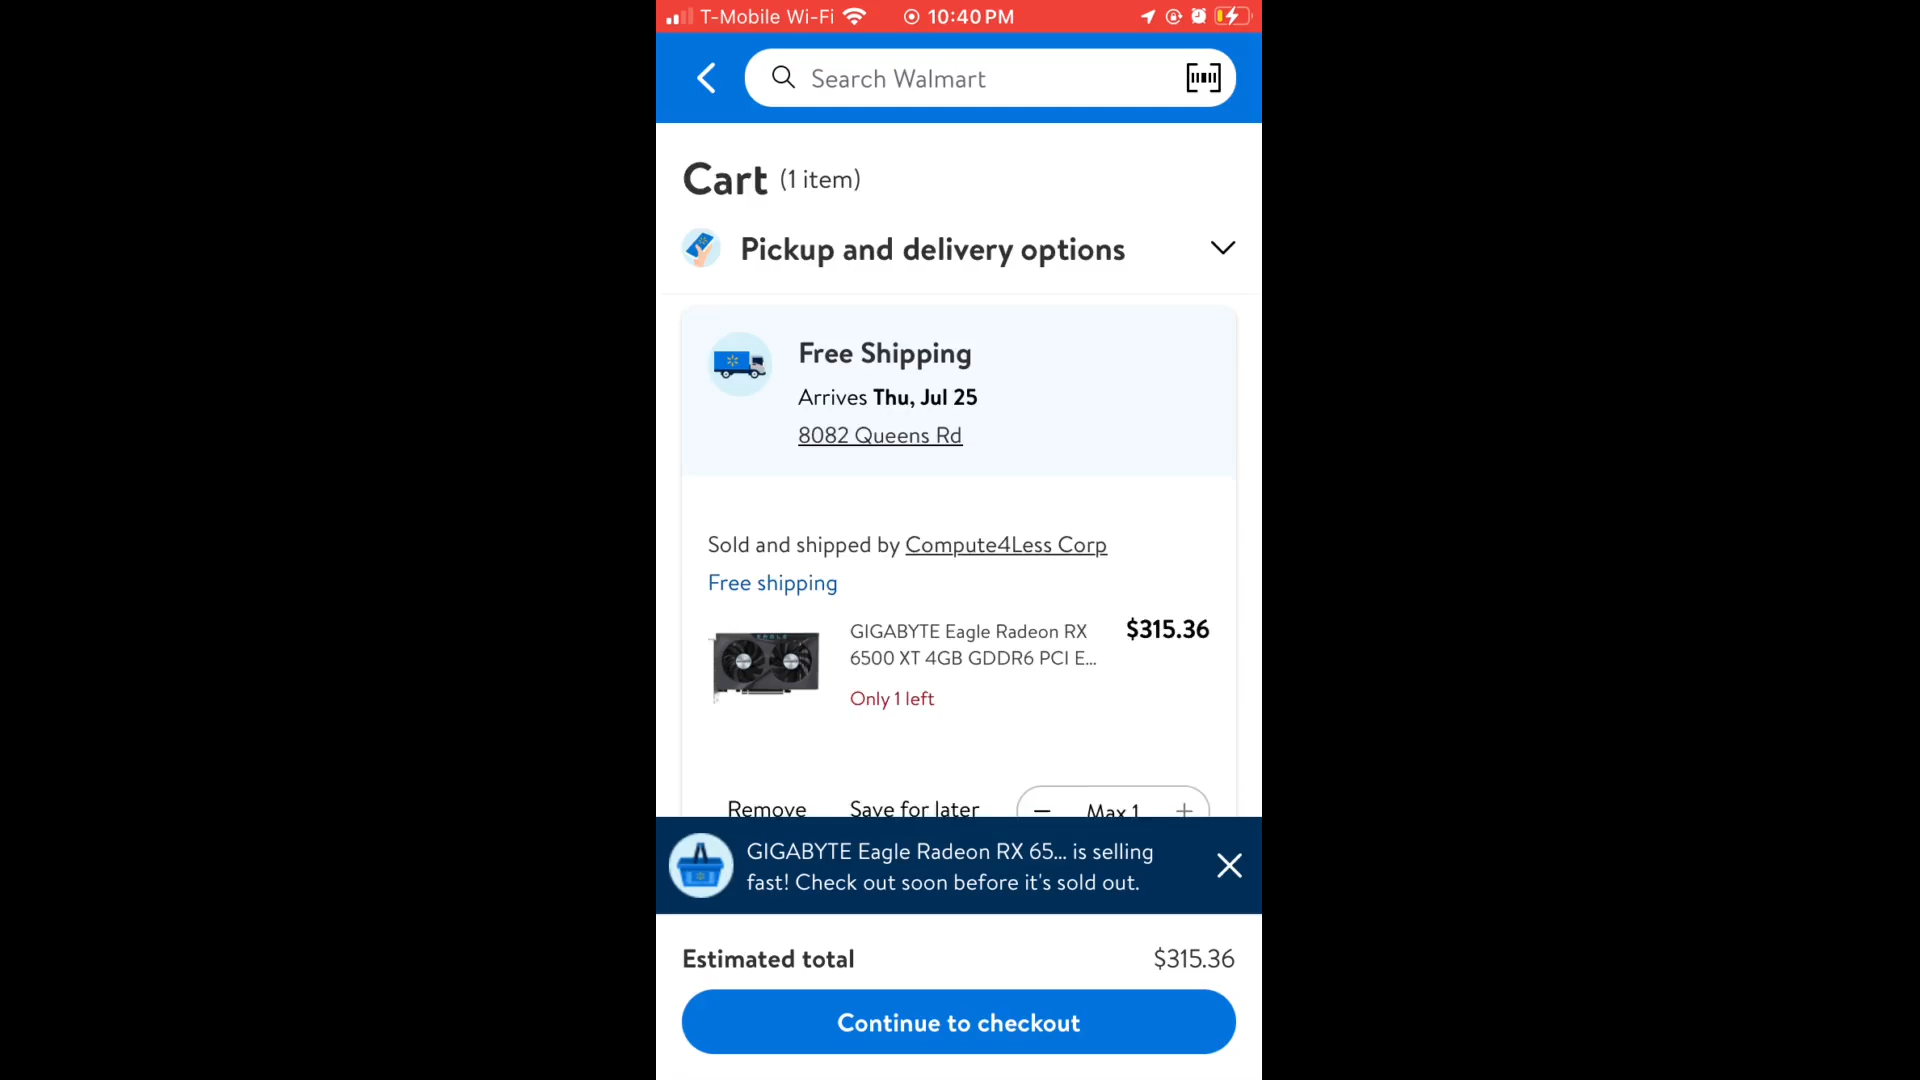 T-Mobile Wi-Fi 10:40 PM
Search Walmart
Cart (1 item)
Pickup and delivery options
Free Shipping
Arrives Thu, Jul 25
8082 Queens Rd
Sold and shipped by Compute4Less Corp
Free shipping
GIGABYTE Eagle Radeon RX $315.36
6500 XT 4GB GDDR6 PCI E...
Only 1 left
EAGLE
Remove Save for later − Max 1 +
GIGABYTE Eagle Radeon RX 65... is selling
fast! Check out soon before it's sold out.
Estimated total $315.36
Continue to checkout